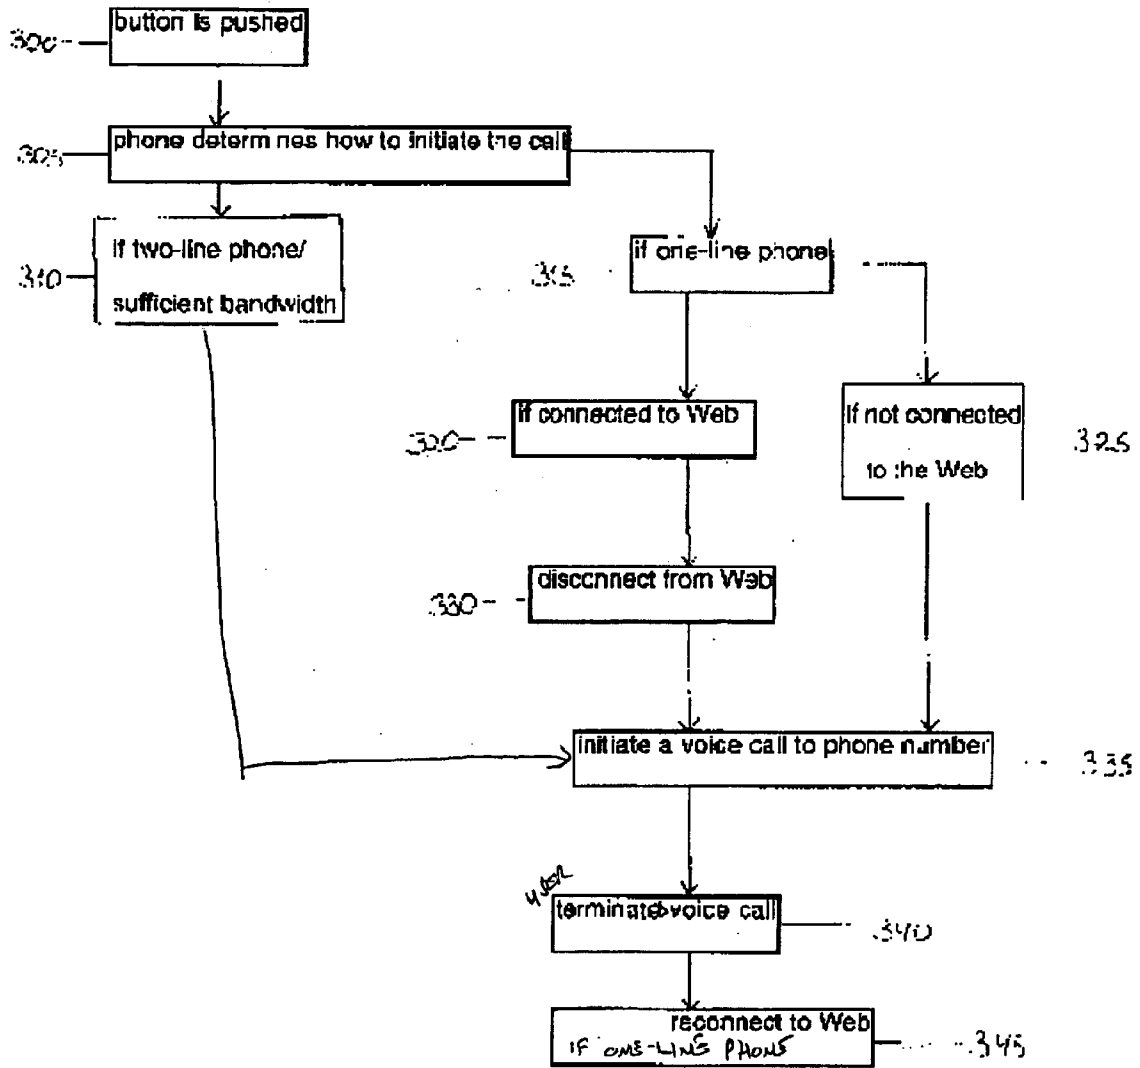 button is pushed
300
phone determines how to initiate the call
305
if two-line phone/
sufficient bandwidth
310
if one-line phone
315
if connected to Web
320
If not connected
to the Web
325
disconnect from Web
330
initiate a voice call to phone number
335
user
terminates voice call
340
reconnect to Web
IF ONE-LINE PHONE
345